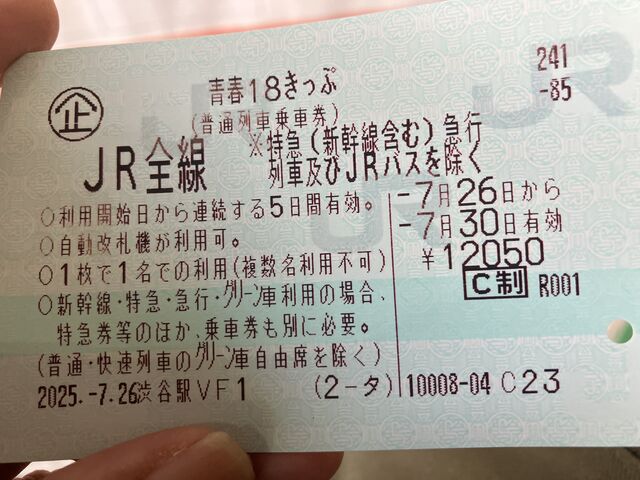 241
青春18きっぷ
-85
企
(普通列車乗車券)
※特急(新幹線含む)急行
JR全線
列車及びJRバスを除く
○利用開始日から連続する5日間有効。
-7月26日から
○自動改札機が利用可。
-7月30日有効
○1枚で1名での利用(複数名利用不可)
¥12050
○新幹線・特急・急行・グリーン車利用の場合、
C制 R001
特急券等のほか、乗車券も別に必要。
(普通・快速列車のグリーン車自由席を除く)
2025.-7.26渋谷駅VF1 (2-タ) 10008-04 C23